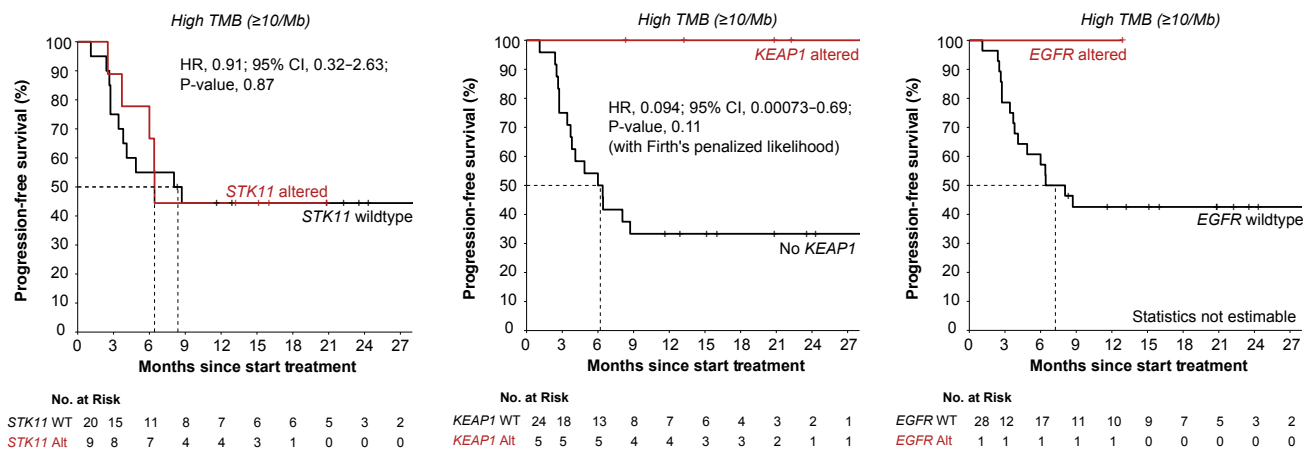 High TMB (≥10/Mb)
100
90
80
70
60
50
40
30
20
10
0
Progression-free survival (%)
HR, 0.91; 95% CI, 0.32–2.63;
P-value, 0.87
STK11 altered
STK11 wildtype
0 3 6 9 12 15 18 21 24 27
Months since start treatment
No. at Risk
STK11 WT 20 15 11 8 7 6 6 5 3 2
STK11 Alt 9 8 7 4 4 3 1 0 0 0
High TMB (≥10/Mb)
100
90
80
70
60
50
40
30
20
10
0
Progression-free survival (%)
KEAP1 altered
HR, 0.094; 95% CI, 0.00073–0.69;
P-value, 0.11
(with Firth's penalized likelihood)
No KEAP1
0 3 6 9 12 15 18 21 24 27
Months since start treatment
No. at Risk
KEAP1 WT 24 18 13 8 7 6 4 3 2 1
KEAP1 Alt 5 5 5 4 4 3 3 2 1 1
High TMB (≥10/Mb)
100
90
80
70
60
50
40
30
20
10
0
Progression-free survival (%)
EGFR altered
EGFR wildtype
Statistics not estimable
0 3 6 9 12 15 18 21 24 27
Months since start treatment
No. at Risk
EGFR WT 28 12 17 11 10 9 7 5 3 2
EGFR Alt 1 1 1 1 1 0 0 0 0 0